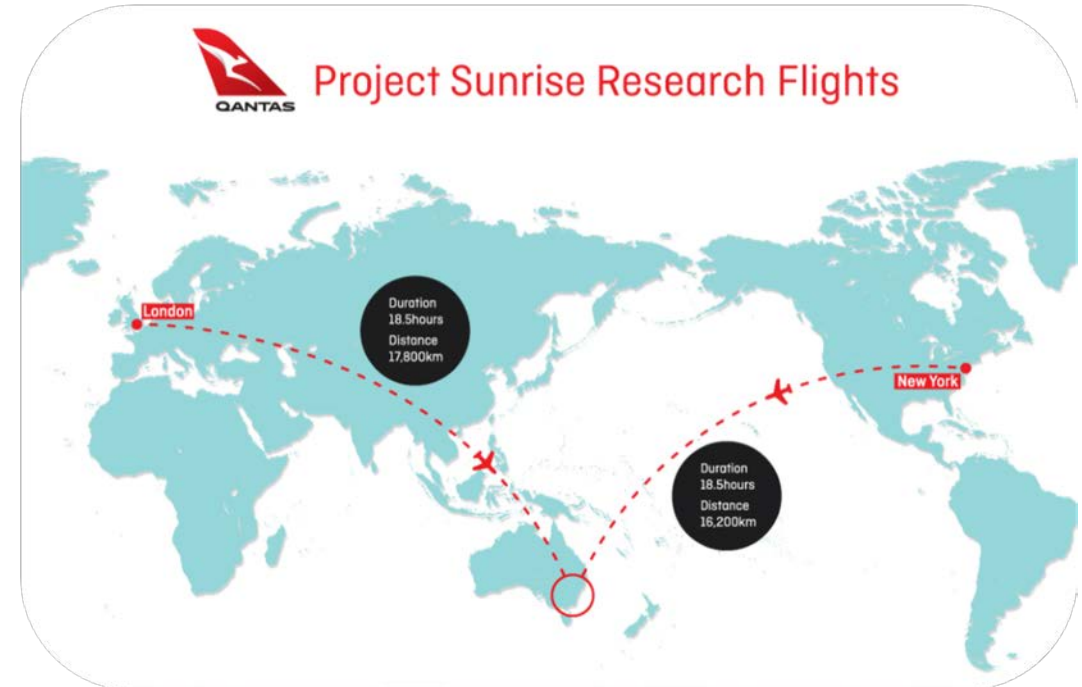 QANTAS
Project Sunrise Research Flights
London
Duration
18.5hours
Distance
17,800km
New York
Duration
18.5hours
Distance
16,200km